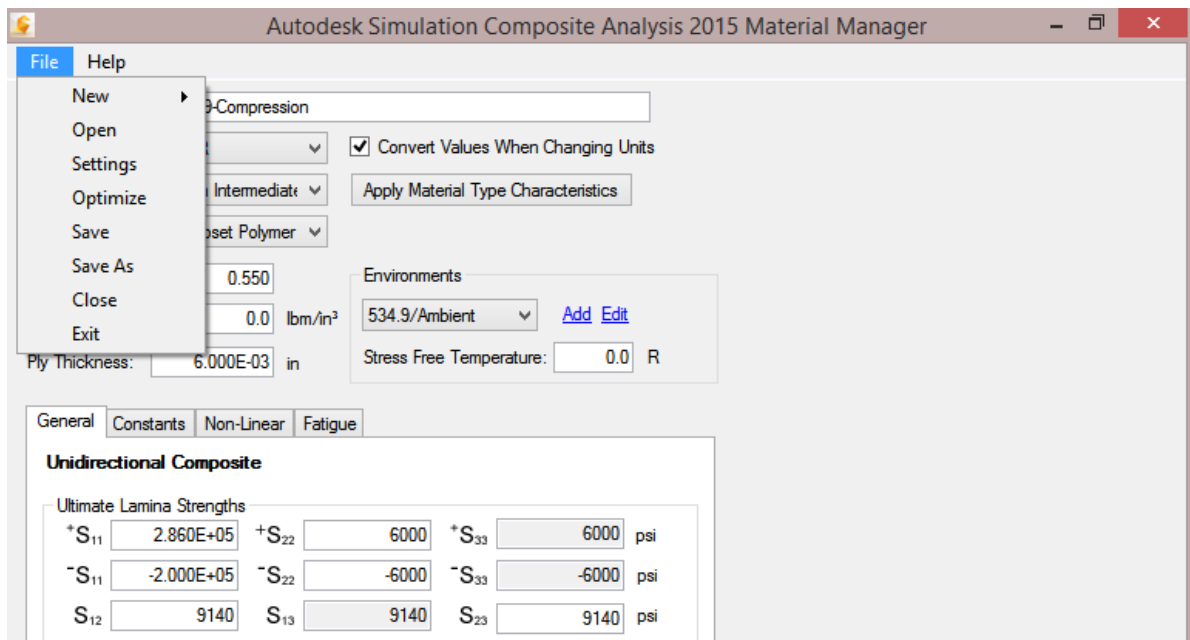 Autodesk Simulation Composite Analysis 2015 Material Manager
File Help
New
-Compression
Open
Convert Values When Changing Units
Settings
Intermediate
Apply Material Type Characteristics
Optimize
Save
oset Polymer
Save As
0.550
Environments
Close
0.0 lbm/in³
534.9/Ambient Add Edit
Exit
Ply Thickness: 6.000E-03 in
Stress Free Temperature: 0.0 R
General Constants Non-Linear Fatigue
Unidirectional Composite
Ultimate Lamina Strengths
⁺S₁₁ 2.860E+05 ⁺S₂₂ 6000 ⁺S₃₃ 6000 psi
⁻S₁₁ -2.000E+05 ⁻S₂₂ -6000 ⁻S₃₃ -6000 psi
S₁₂ 9140 S₁₃ 9140 S₂₃ 9140 psi